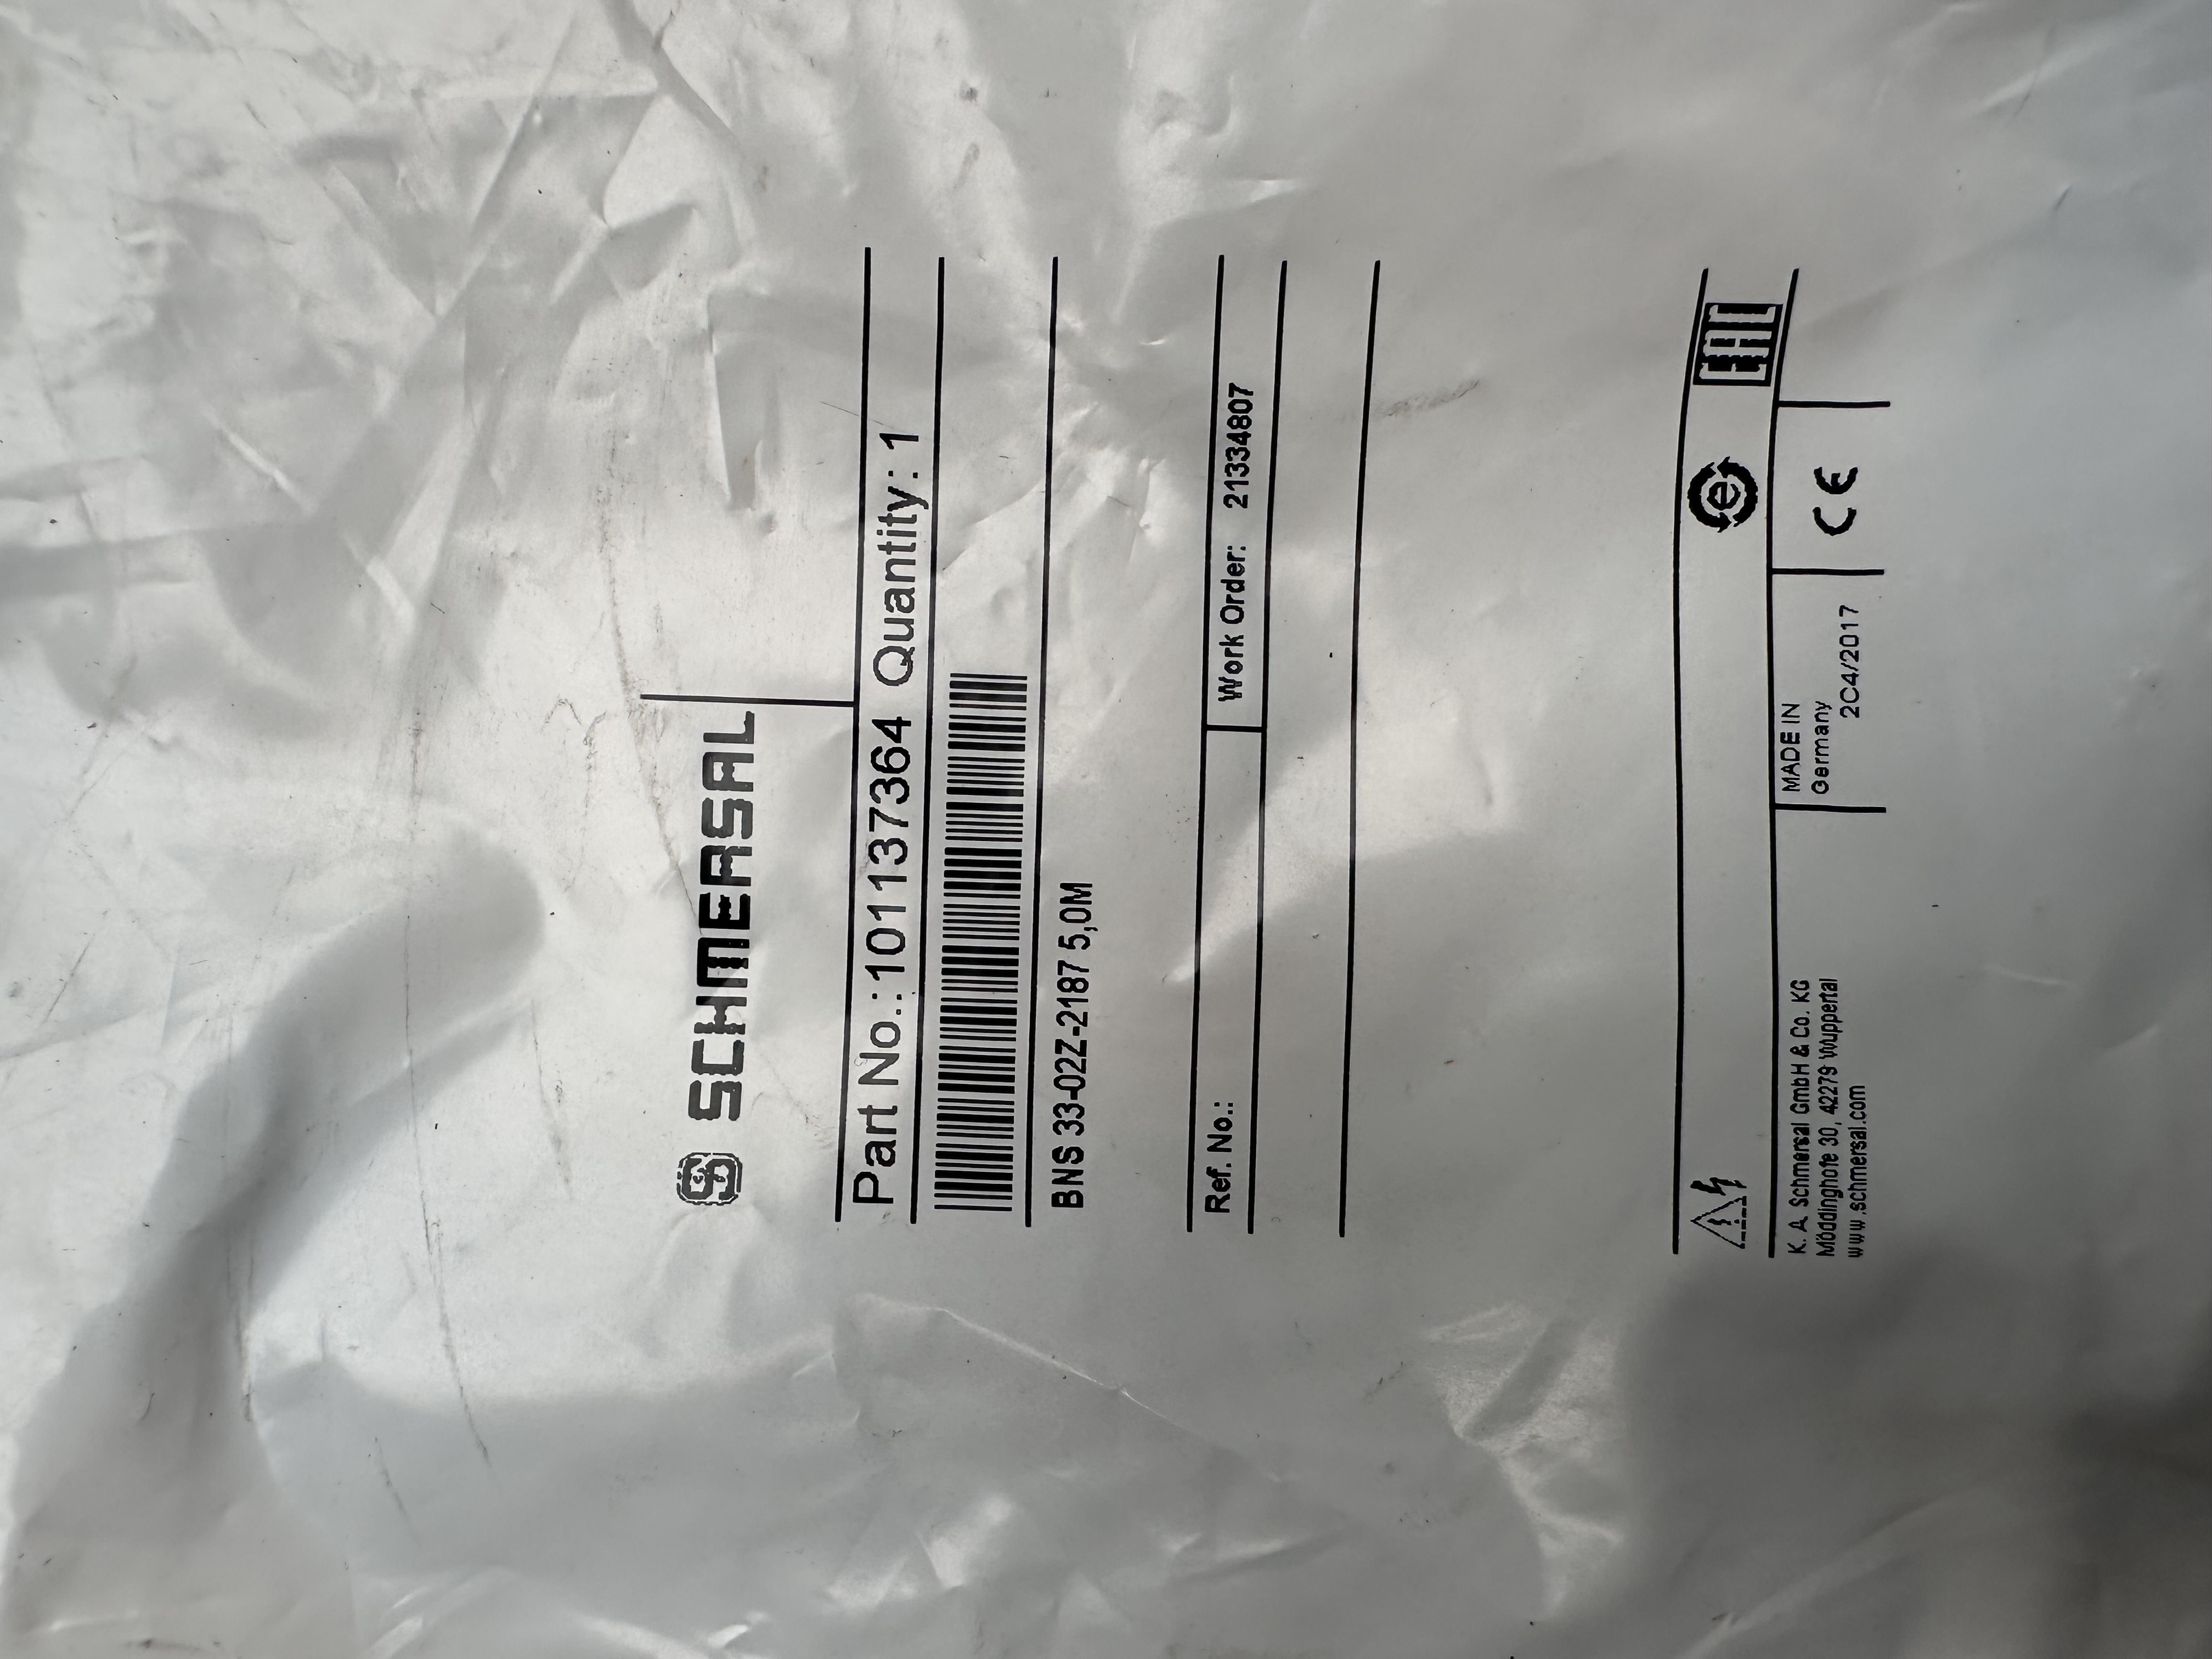 SCHMERSAL
Part No.:101137364 Quantity: 1
BNS 33-02Z-2187 5,0M
Ref. No.:
Work Order: 21334807
EAC
e
K. A. Schmersal GmbH & Co. KG
Möddinghofe 30, 42279 Wuppertal
www.schmersal.com
MADE IN
Germany
2C4/2017
CE